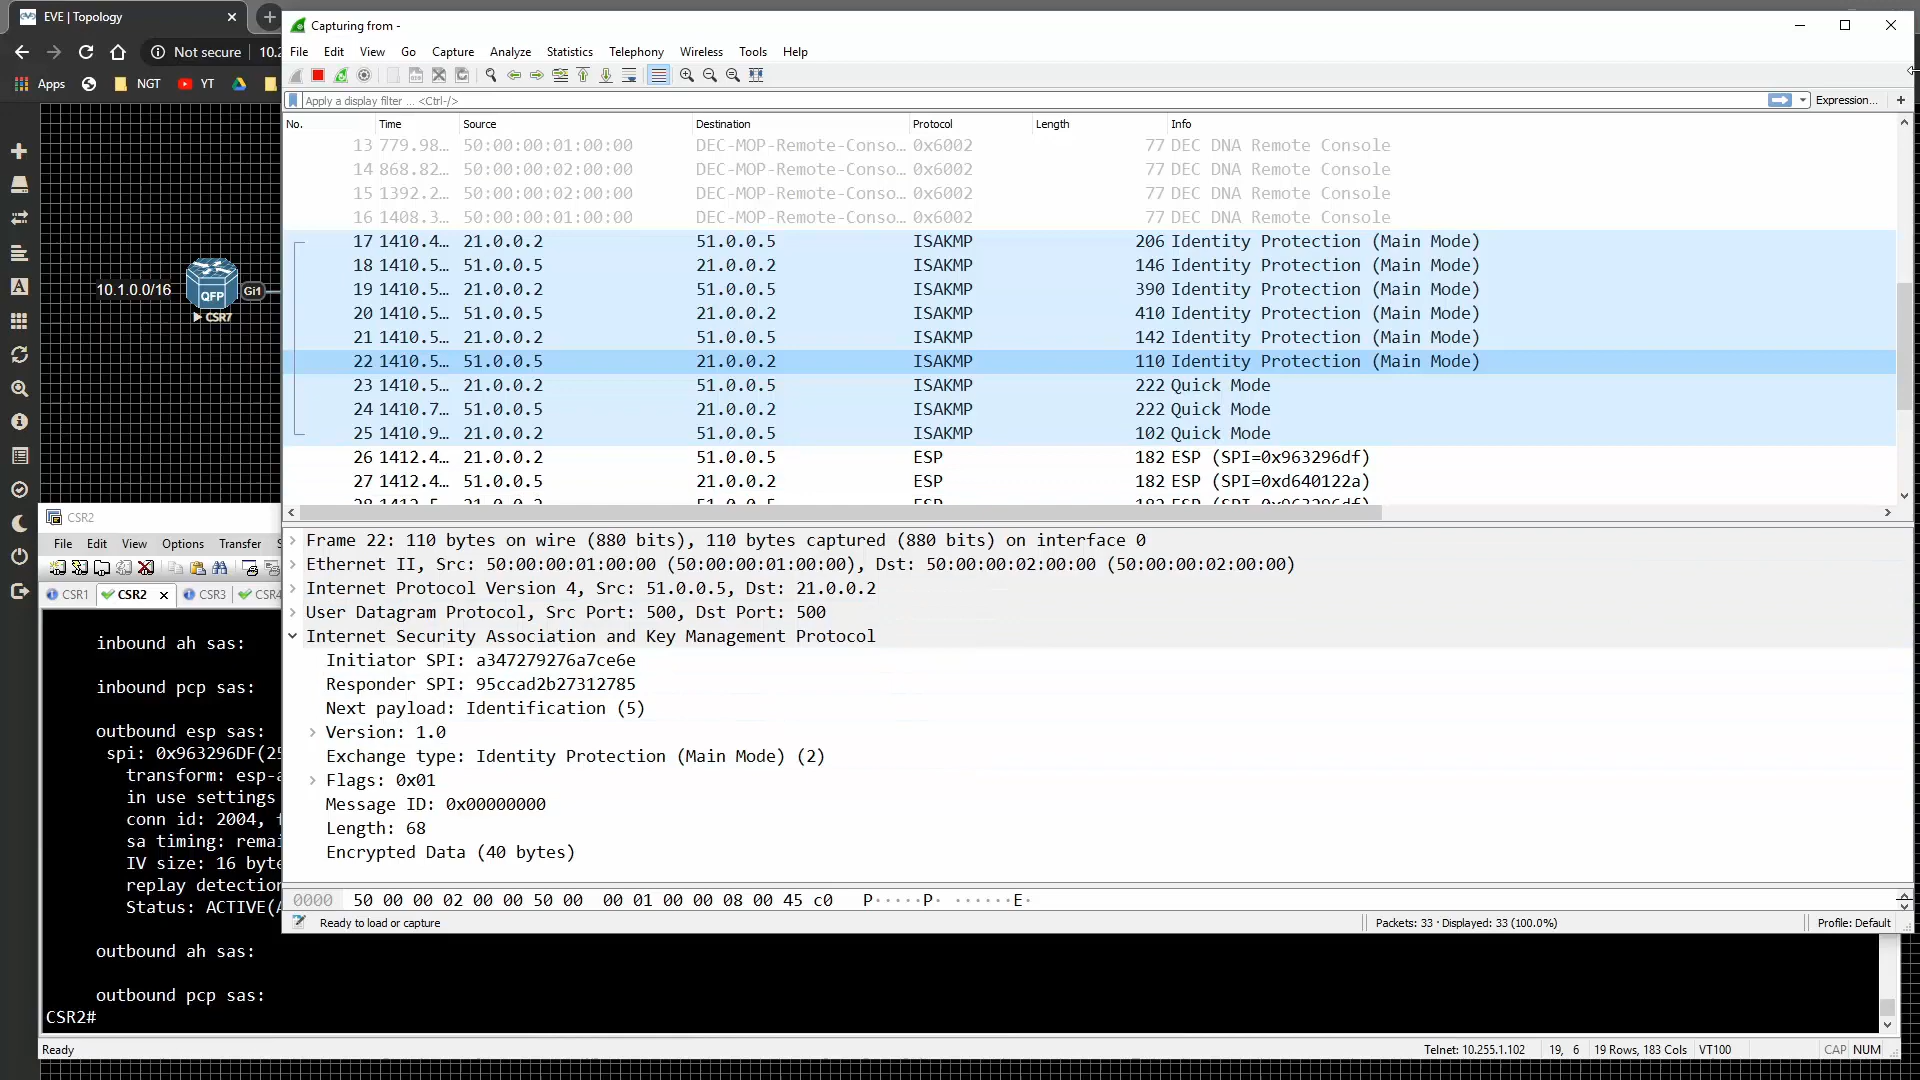 EVE | Topology
Not secure
10.2
Apps
NGT
YT
10.1.0.0/16
QFP
Gi1
CSR7
Capturing from -
File Edit View Go Capture Analyze Statistics Telephony Wireless Tools Help
Apply a display filter ... <Ctrl-/>
Expression...
No. Time Source Destination Protocol Length Info
13 779.98... 50:00:00:01:00:00 DEC-MOP-Remote-Conso... 0x6002 77 DEC DNA Remote Console
14 868.82... 50:00:00:02:00:00 DEC-MOP-Remote-Conso... 0x6002 77 DEC DNA Remote Console
15 1392.2... 50:00:00:02:00:00 DEC-MOP-Remote-Conso... 0x6002 77 DEC DNA Remote Console
16 1408.3... 50:00:00:01:00:00 DEC-MOP-Remote-Conso... 0x6002 77 DEC DNA Remote Console
17 1410.4... 21.0.0.2 51.0.0.5 ISAKMP 206 Identity Protection (Main Mode)
18 1410.5... 51.0.0.5 21.0.0.2 ISAKMP 146 Identity Protection (Main Mode)
19 1410.5... 21.0.0.2 51.0.0.5 ISAKMP 390 Identity Protection (Main Mode)
20 1410.5... 51.0.0.5 21.0.0.2 ISAKMP 410 Identity Protection (Main Mode)
21 1410.5... 21.0.0.2 51.0.0.5 ISAKMP 142 Identity Protection (Main Mode)
22 1410.5... 51.0.0.5 21.0.0.2 ISAKMP 110 Identity Protection (Main Mode)
23 1410.5... 21.0.0.2 51.0.0.5 ISAKMP 222 Quick Mode
24 1410.7... 51.0.0.5 21.0.0.2 ISAKMP 222 Quick Mode
25 1410.9... 21.0.0.2 51.0.0.5 ISAKMP 102 Quick Mode
26 1412.4... 21.0.0.2 51.0.0.5 ESP 182 ESP (SPI=0x963296df)
27 1412.4... 51.0.0.5 21.0.0.2 ESP 182 ESP (SPI=0xd640122a)
Frame 22: 110 bytes on wire (880 bits), 110 bytes captured (880 bits) on interface 0
Ethernet II, Src: 50:00:00:01:00:00 (50:00:00:01:00:00), Dst: 50:00:00:02:00:00 (50:00:00:02:00:00)
Internet Protocol Version 4, Src: 51.0.0.5, Dst: 21.0.0.2
User Datagram Protocol, Src Port: 500, Dst Port: 500
Internet Security Association and Key Management Protocol
Initiator SPI: a347279276a7ce6e
Responder SPI: 95ccad2b27312785
Next payload: Identification (5)
Version: 1.0
Exchange type: Identity Protection (Main Mode) (2)
Flags: 0x01
Message ID: 0x00000000
Length: 68
Encrypted Data (40 bytes)
0000 50 00 00 02 00 00 50 00 00 01 00 00 08 00 45 c0 P·····P· ······E·
Ready to load or capture
Packets: 33 · Displayed: 33 (100.0%)
Profile: Default
CSR2
File Edit View Options Transfer
CSR1 CSR2 CSR3 CSR4
inbound ah sas:
inbound pcp sas:
outbound esp sas:
spi: 0x963296DF(25
transform: esp-a
in use settings
conn id: 2004,
sa timing: remai
IV size: 16 byte
replay detection
Status: ACTIVE(A
outbound ah sas:
outbound pcp sas:
CSR2#
Ready
Telnet: 10.255.1.102 19, 6 19 Rows, 183 Cols VT100 CAP NUM